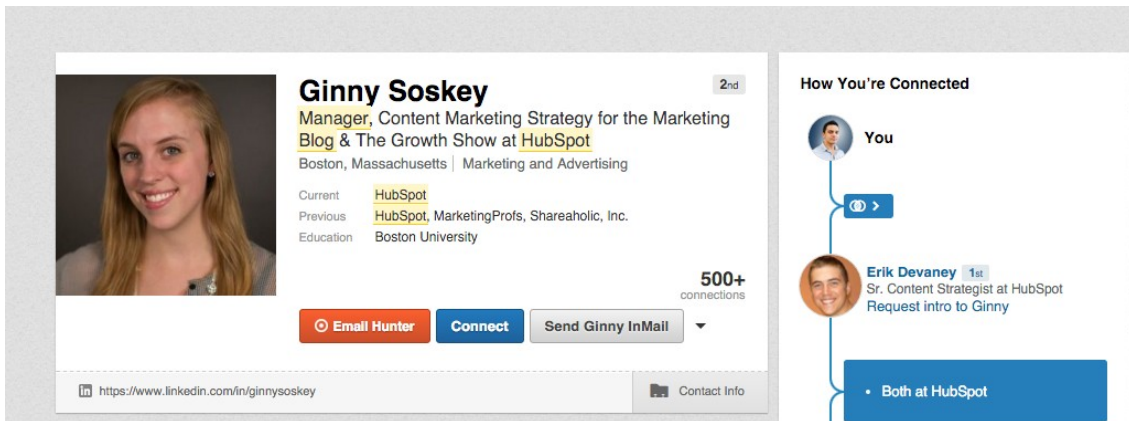 Ginny Soskey
2nd
Manager, Content Marketing Strategy for the Marketing
Blog & The Growth Show at HubSpot
Boston, Massachusetts | Marketing and Advertising
Current HubSpot
Previous HubSpot, MarketingProfs, Shareaholic, Inc.
Education Boston University
500+
connections
Email Hunter
Connect
Send Ginny InMail
in https://www.linkedin.com/in/ginnysoskey
Contact Info
How You're Connected
You
Erik Devaney 1st
Sr. Content Strategist at HubSpot
Request intro to Ginny
• Both at HubSpot